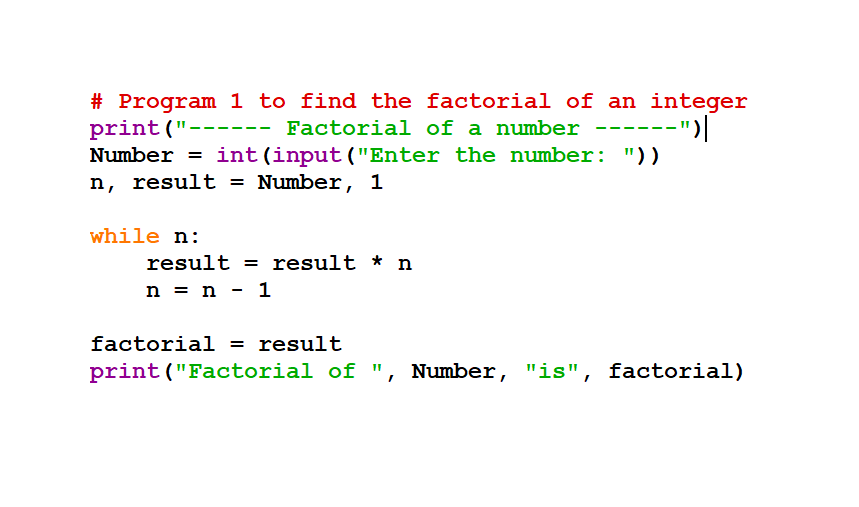 # Program 1 to find the factorial of an integer
print("------ Factorial of a number ------")
Number = int(input("Enter the number: "))
n, result = Number, 1

while n:
    result = result * n
    n = n - 1

factorial = result
print("Factorial of ", Number, "is", factorial)